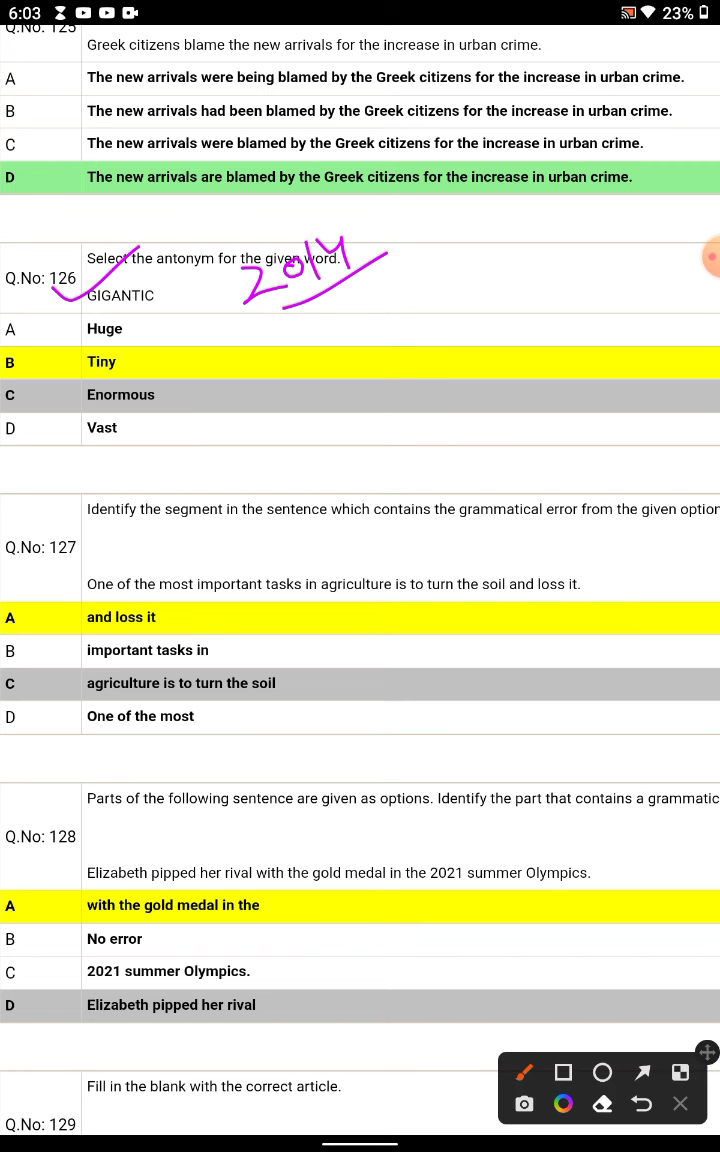 6:03
23%
Q.No: 125
Greek citizens blame the new arrivals for the increase in urban crime.
A The new arrivals were being blamed by the Greek citizens for the increase in urban crime.
B The new arrivals had been blamed by the Greek citizens for the increase in urban crime.
C The new arrivals were blamed by the Greek citizens for the increase in urban crime.
D The new arrivals are blamed by the Greek citizens for the increase in urban crime.
Select the antonym for the given word.
2014
Q.No: 126
GIGANTIC
A Huge
B Tiny
C Enormous
D Vast
Identify the segment in the sentence which contains the grammatical error from the given option
Q.No: 127
One of the most important tasks in agriculture is to turn the soil and loss it.
A and loss it
B important tasks in
C agriculture is to turn the soil
D One of the most
Parts of the following sentence are given as options. Identify the part that contains a grammatic
Q.No: 128
Elizabeth pipped her rival with the gold medal in the 2021 summer Olympics.
A with the gold medal in the
B No error
C 2021 summer Olympics.
D Elizabeth pipped her rival
Fill in the blank with the correct article.
Q.No: 129